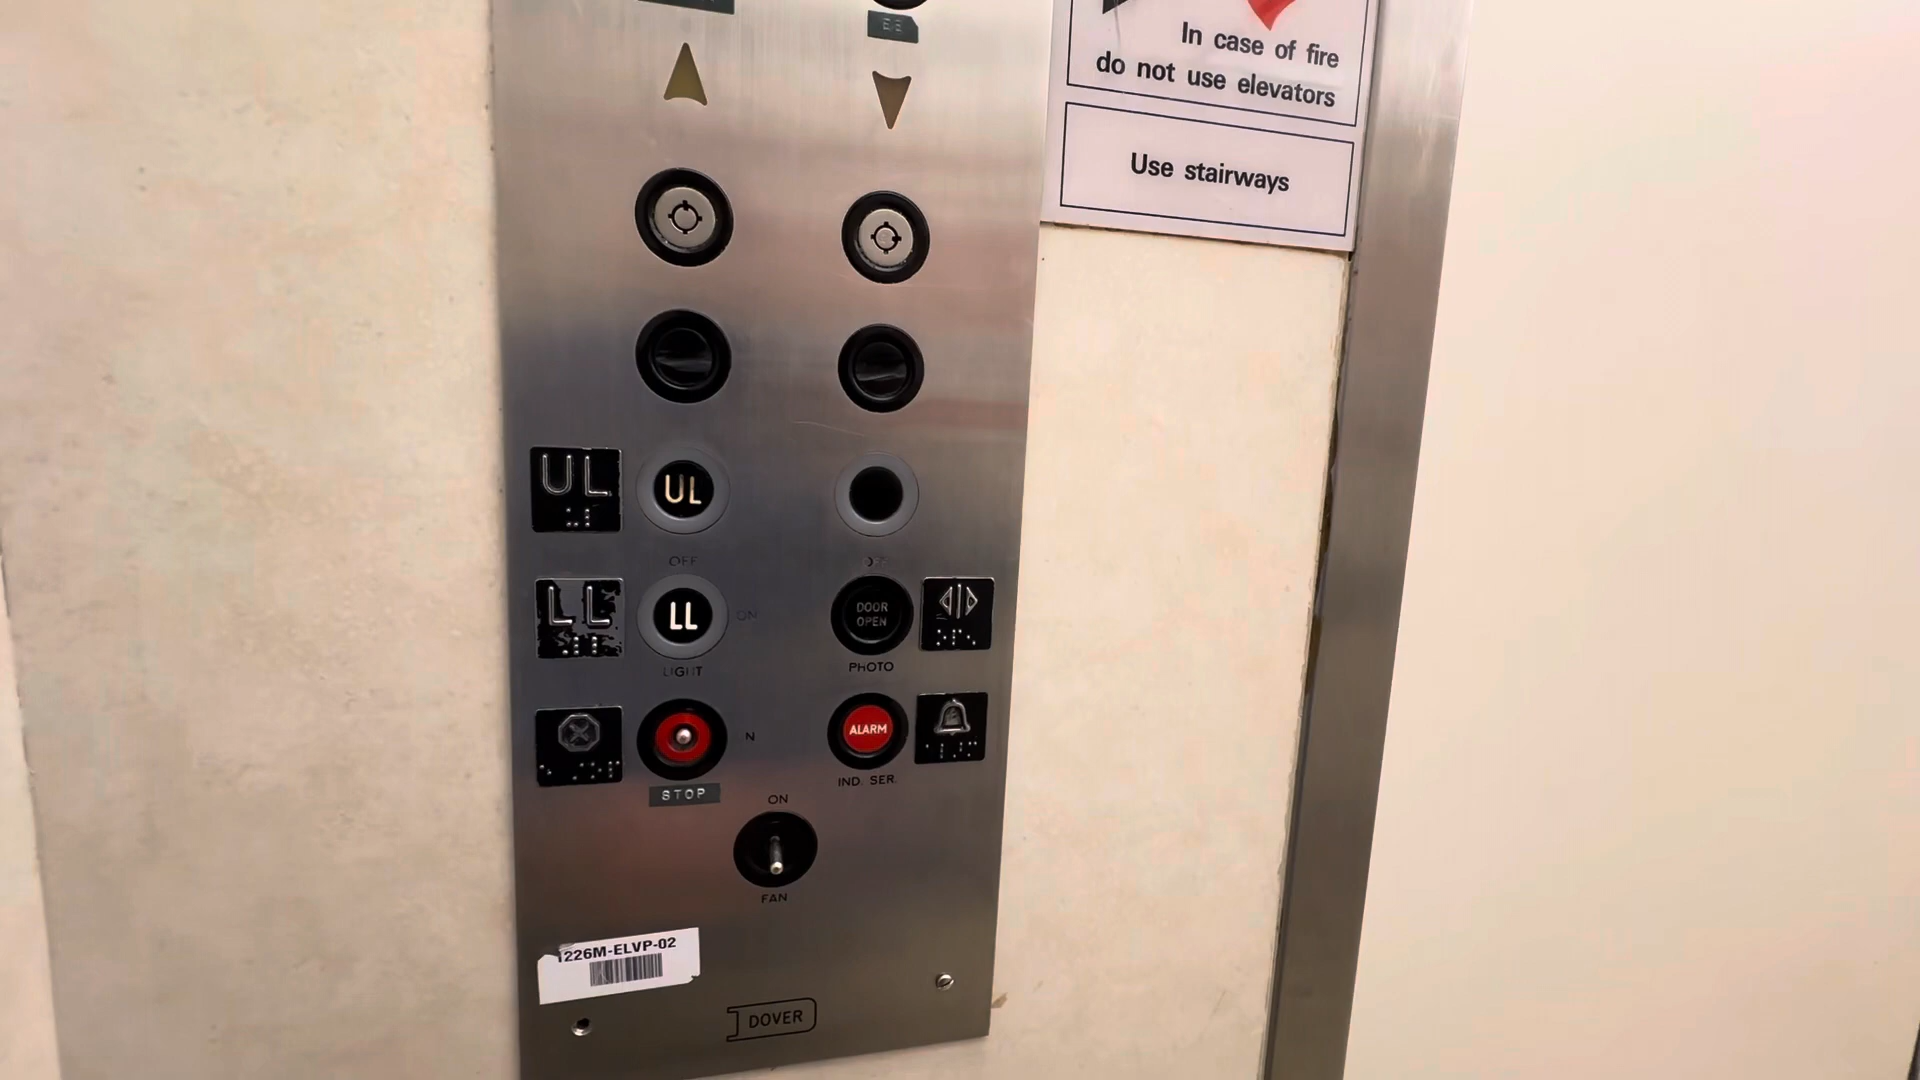 In case of fire
do not use elevators
Use stairways
UL
UL
OFF
LL
LL
ON
DOOR
OPEN
LIGHT
PHOTO
ALARM
N
STOP
IND. SER.
ON
FAN
1226M-ELVP-02
DOVER